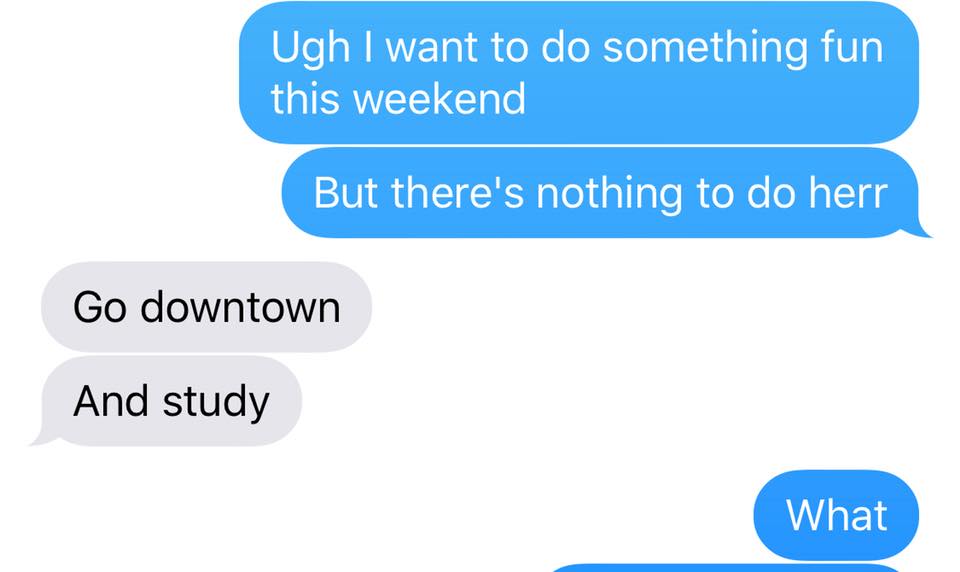 Ugh I want to do something fun
this weekend
But there's nothing to do herr
Go downtown
And study
What